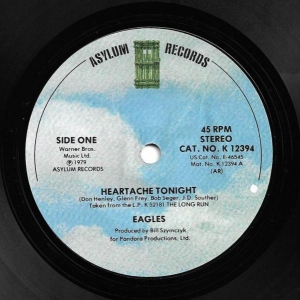 ASYLUM RECORDS
SIDE ONE
Warner Bros.
Music Ltd.
℗ 1979
ASYLUM RECORDS
45 RPM
STEREO
CAT. NO. K 12394
US Cat. No. E-46545
Mat. No. K 12394 A
(AR)
HEARTACHE TONIGHT
(Don Henley, Glenn Frey, Bob Seger, J.D. Souther)
Taken from the L.P. K 52181 THE LONG RUN
EAGLES
Produced by Bill Szymczyk
for Pandora Productions, Ltd.